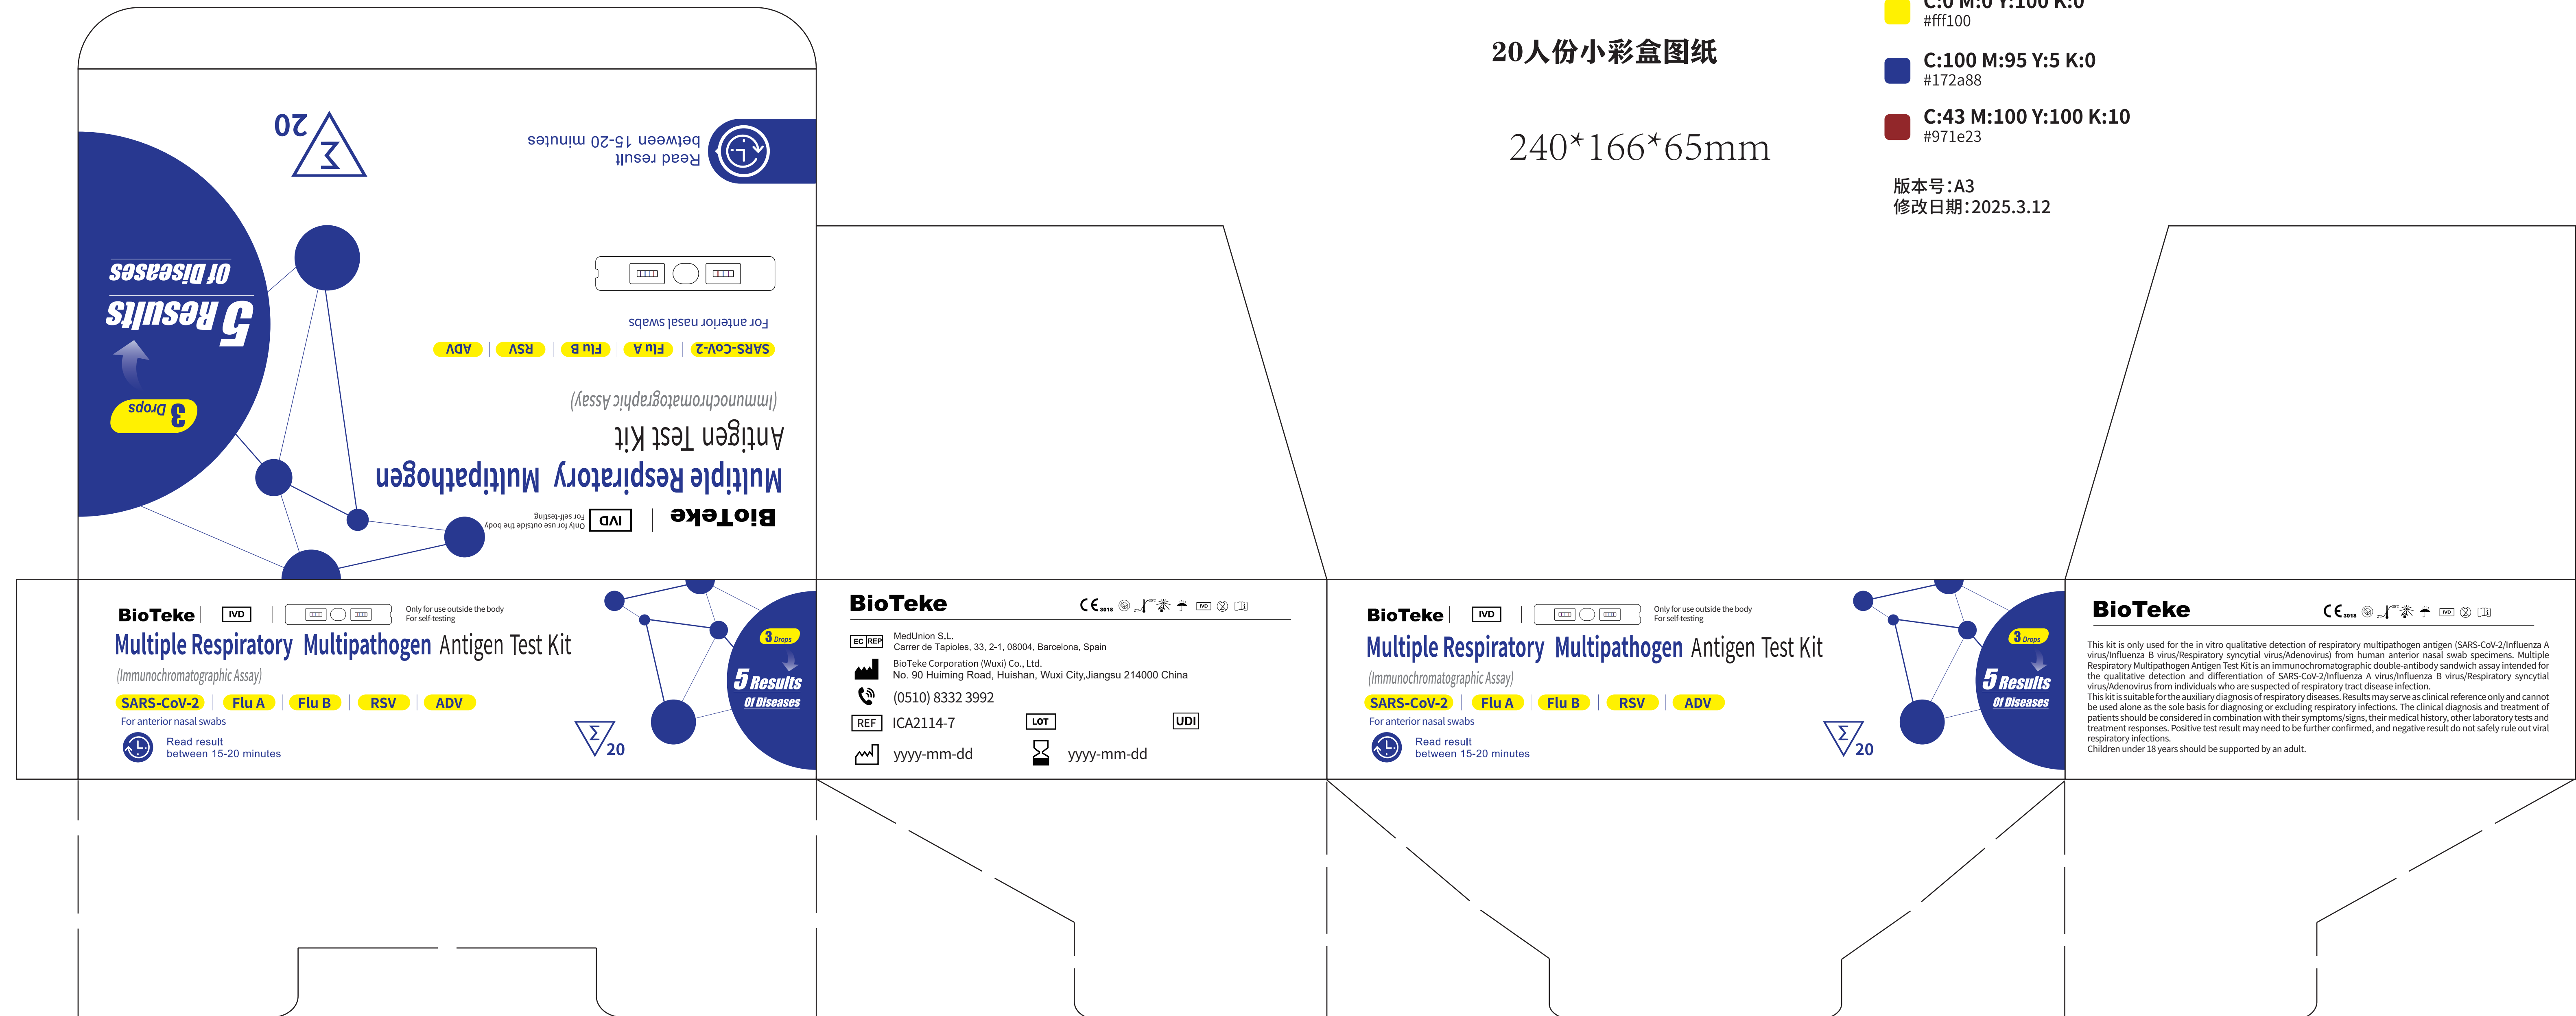 C:0 M:0 Y:100 K:0
#fff100
20人份小彩盒图纸
C:100 M:95 Y:5 K:0
#172a88
240*166*65mm
C:43 M:100 Y:100 K:10
#971e23
版本号：A3
修改日期：2025.3.12
BioTeke
IVD
Only for use outside the body
For self-testing
Multiple Respiratory Multipathogen
Antigen Test Kit
(Immunochromatographic Assay)
SARS-CoV-2 | Flu A | Flu B | RSV | ADV
For anterior nasal swabs
3 Drops
5 Results
Of Diseases
Read result
between 15-20 minutes
Σ 20
BioTeke
IVD
Only for use outside the body
For self-testing
Multiple Respiratory Multipathogen Antigen Test Kit
(Immunochromatographic Assay)
SARS-CoV-2 | Flu A | Flu B | RSV | ADV
For anterior nasal swabs
Read result
between 15-20 minutes
Σ 20
3 Drops
5 Results
Of Diseases
BioTeke
CE 3018
IVD
EC REP
MedUnion S.L.
Carrer de Tapioles, 33, 2-1, 08004, Barcelona, Spain
BioTeke Corporation (Wuxi) Co., Ltd.
No. 90 Huiming Road, Huishan, Wuxi City,Jiangsu 214000 China
(0510) 8332 3992
REF ICA2114-7
LOT
UDI
yyyy-mm-dd
yyyy-mm-dd
BioTeke
IVD
Only for use outside the body
For self-testing
Multiple Respiratory Multipathogen Antigen Test Kit
(Immunochromatographic Assay)
SARS-CoV-2 | Flu A | Flu B | RSV | ADV
For anterior nasal swabs
Read result
between 15-20 minutes
Σ 20
3 Drops
5 Results
Of Diseases
BioTeke
CE 3018
IVD
This kit is only used for the in vitro qualitative detection of respiratory multipathogen antigen (SARS-CoV-2/Influenza A
virus/Influenza B virus/Respiratory syncytial virus/Adenovirus) from human anterior nasal swab specimens. Multiple
Respiratory Multipathogen Antigen Test Kit is an immunochromatographic double-antibody sandwich assay intended for
the qualitative detection and differentiation of SARS-CoV-2/Influenza A virus/Influenza B virus/Respiratory syncytial
virus/Adenovirus from individuals who are suspected of respiratory tract disease infection.
This kit is suitable for the auxiliary diagnosis of respiratory diseases. Results may serve as clinical reference only and cannot
be used alone as the sole basis for diagnosing or excluding respiratory infections. The clinical diagnosis and treatment of
patients should be considered in combination with their symptoms/signs, their medical history, other laboratory tests and
treatment responses. Positive test result may need to be further confirmed, and negative result do not safely rule out viral
respiratory infections.
Children under 18 years should be supported by an adult.